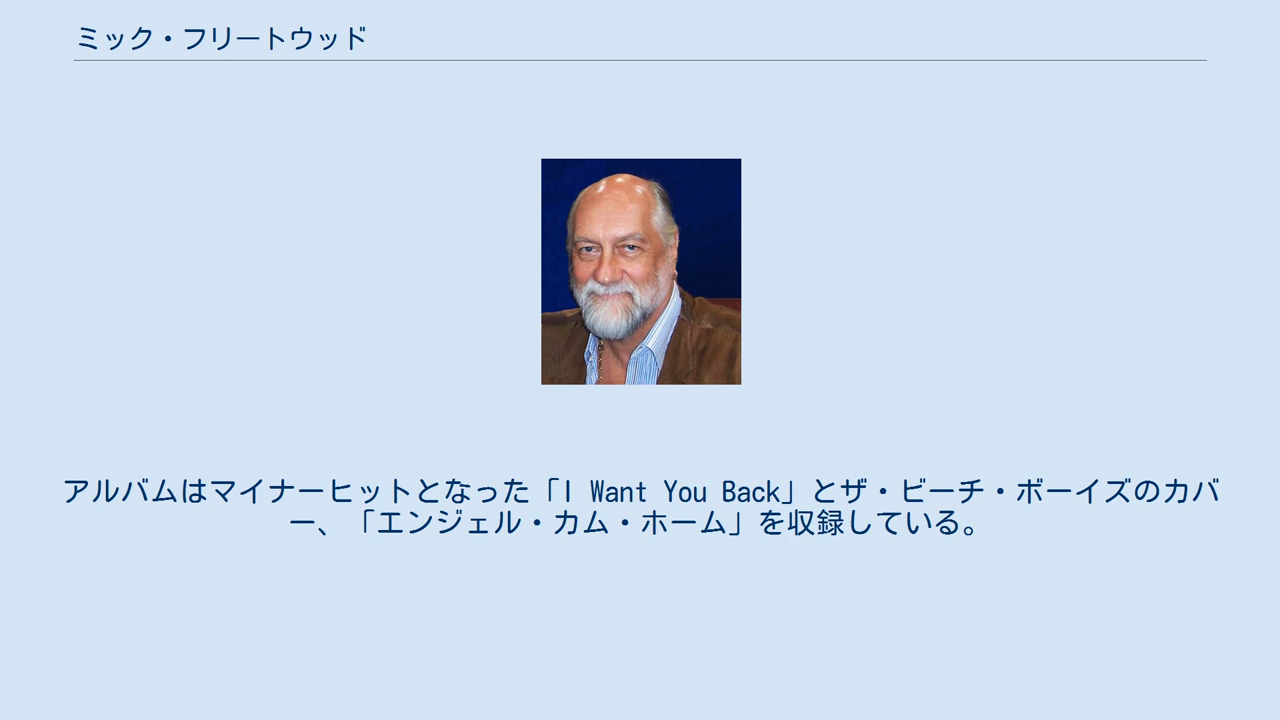 ミック・フリートウッド
アルバムはマイナーヒットとなった「I Want You Back」とザ・ビーチ・ボーイズのカバ
ー、「エンジェル・カム・ホーム」を収録している。